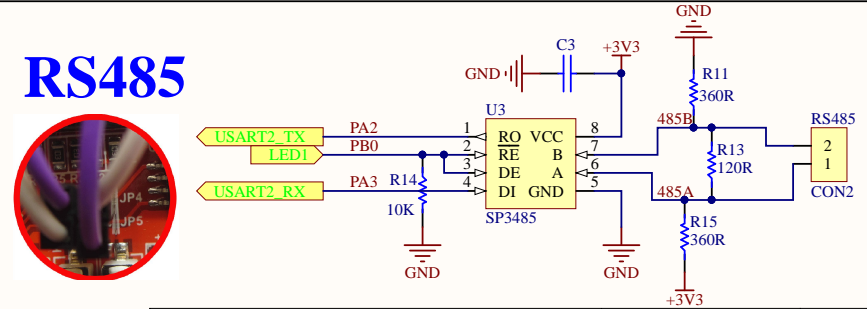 RS485
JP4
JP5
USART2_TX
PA2
LED1
PB0
USART2_RX
PA3
R14
10K
GND
U3
1
2
3
4
RO
RE
DE
DI
VCC
B
A
GND
8
7
6
5
SP3485
GND
C3
+3V3
GND
GND
R11
360R
485B
R13
120R
485A
R15
360R
+3V3
RS485
2
1
CON2